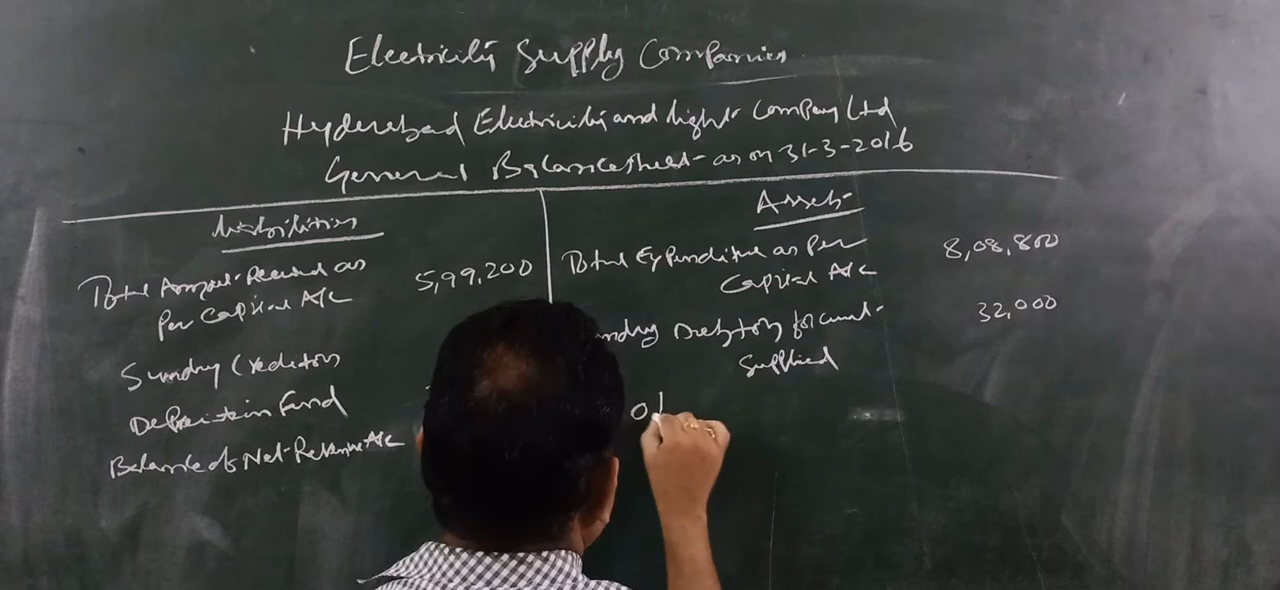 Electricity Supply Companies
Hyderabad Electricity and light Company Ltd
General Balance Sheet as on 31-3-2016
Liabilities
Total Amount Received as
per Capital A/c
5,99,200
Sundry Creditors
Depreciation Fund
Balance of Net Revenue A/c
Assets
Total Expenditure as Per
Capital A/c
8,08,800
Debtors for
Supplied
32,000